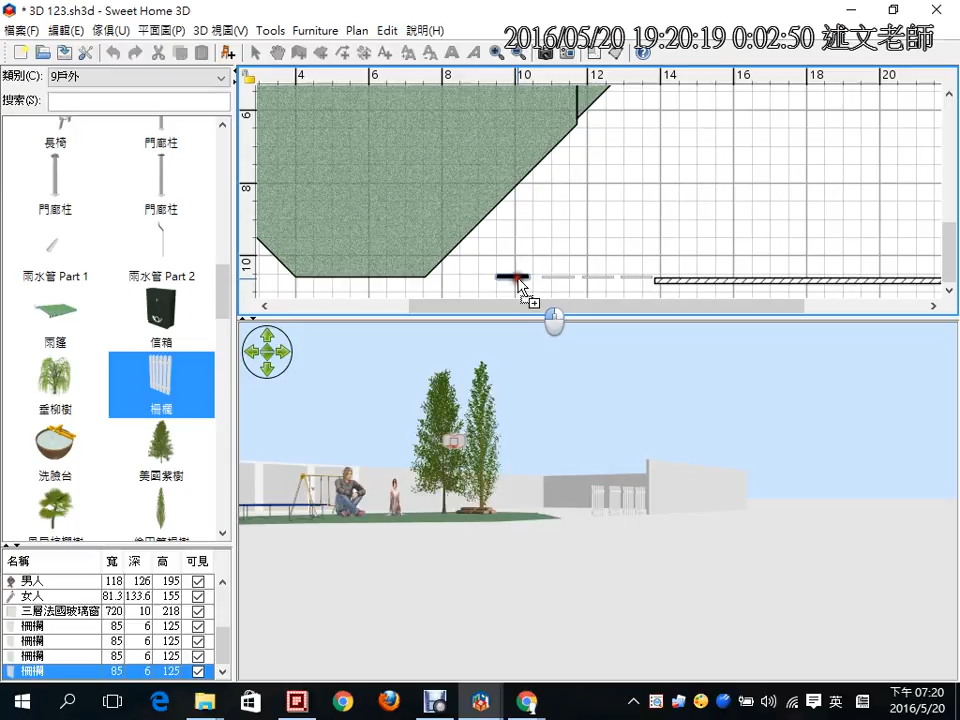 * 3D 123.sh3d - Sweet Home 3D
檔案(F) 編輯(E) 傢俱(U) 平面圖(P) 3D 視圖(V) Tools Furniture Plan Edit 說明(H)
2016/05/20 19:20:19 0:02:50 述文老師
類別(C): 9戶外
搜索(S):
4 6 8 10 12 14 16 18 20
6
8
10
長椅 門廊柱
門廊柱 門廊柱
雨水管 Part 1 雨水管 Part 2
雨篷 信箱
垂柳樹 柵欄
洗臉台 美國紫樹
名稱 寬 深 高 可見
男人 118 126 195
女人 81.3 133.6 155
三層法國玻璃窗 720 10 218
柵欄 85 6 125
柵欄 85 6 125
柵欄 85 6 125
柵欄 85 6 125
英
下午 07:20
2016/5/20